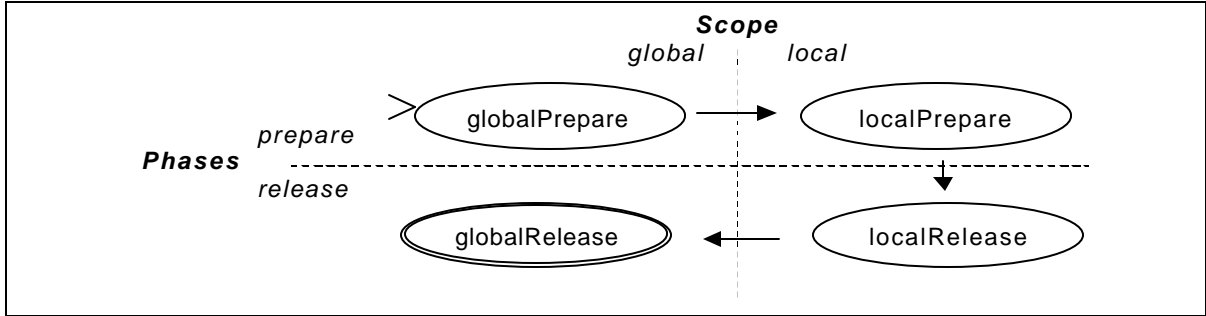 Scope
global local
globalPrepare localPrepare
prepare
Phases
release
globalRelease localRelease